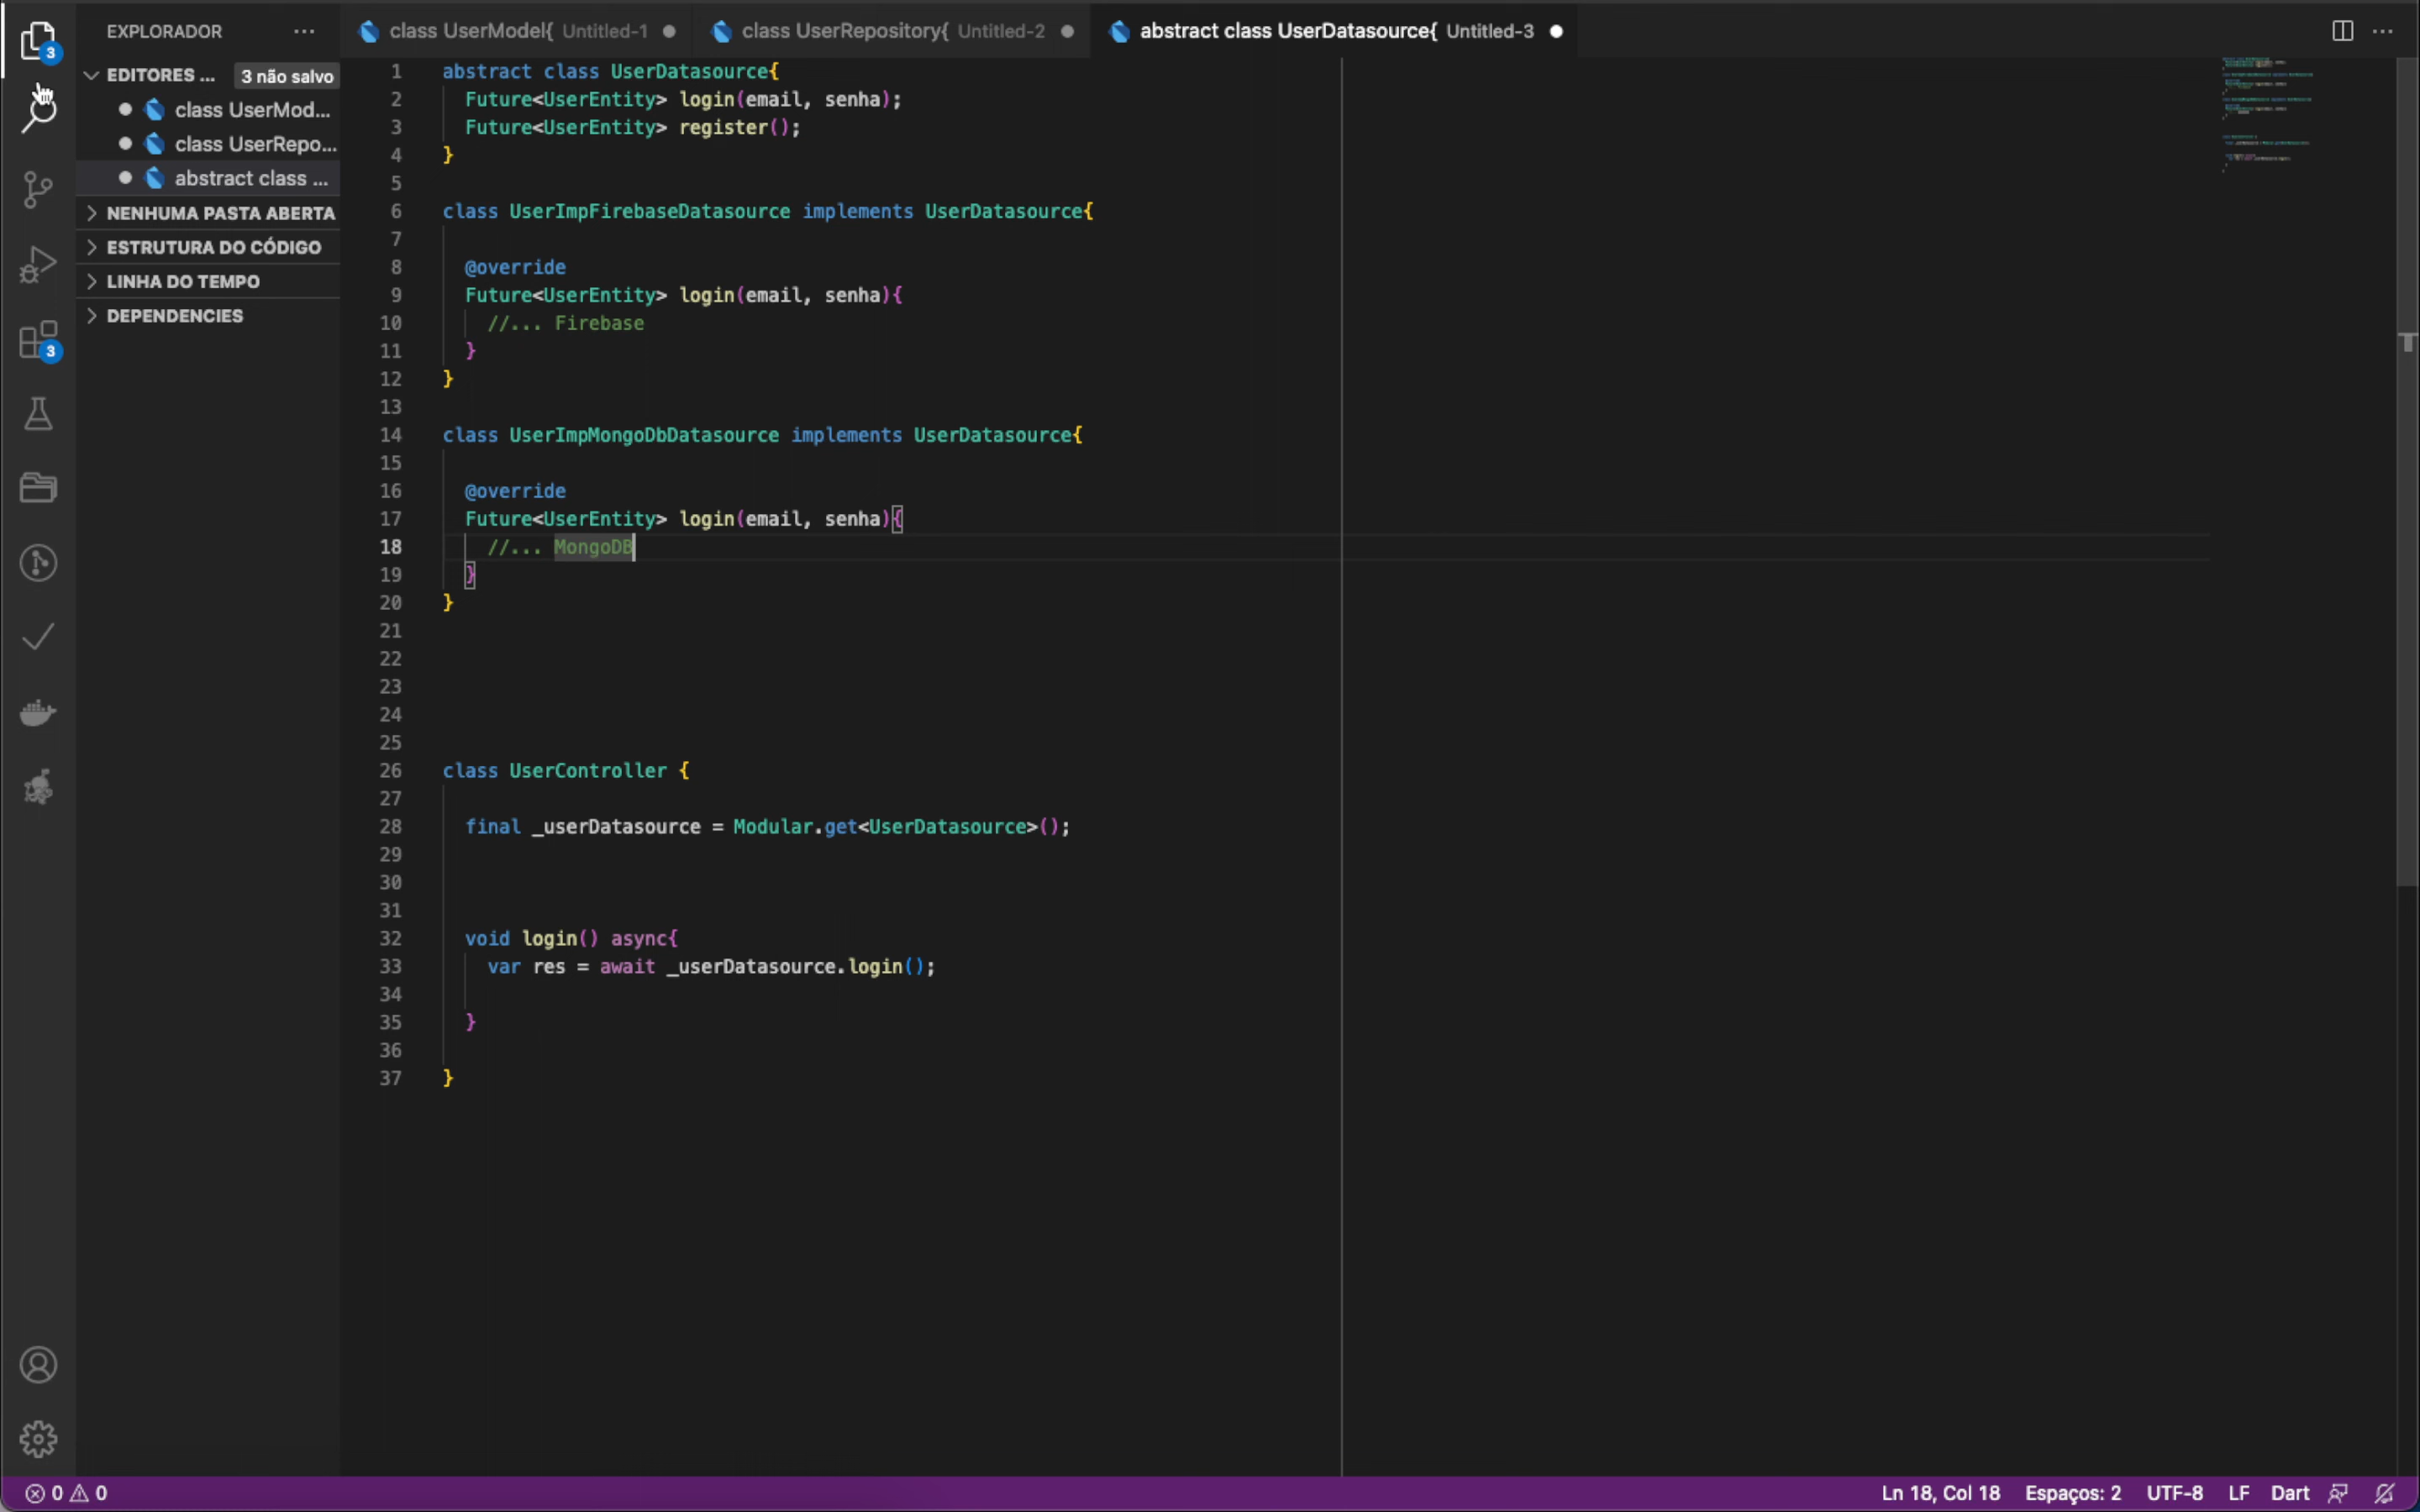 EXPLORADOR
class UserModel{ Untitled-1
class UserRepository{ Untitled-2
abstract class UserDatasource{ Untitled-3
3
EDITORES ... 3 não salvo
class UserMod...
class UserRepo...
abstract class ...
NENHUMA PASTA ABERTA
ESTRUTURA DO CÓDIGO
LINHA DO TEMPO
DEPENDENCIES
3
1 abstract class UserDatasource{
2 Future<UserEntity> login(email, senha);
3 Future<UserEntity> register();
4 }
5
6 class UserImpFirebaseDatasource implements UserDatasource{
7
8 @override
9 Future<UserEntity> login(email, senha){
10 //... Firebase
11 }
12 }
13
14 class UserImpMongoDbDatasource implements UserDatasource{
15
16 @override
17 Future<UserEntity> login(email, senha){
18 //... MongoDB
19 }
20 }
21
22
23
24
25
26 class UserController {
27
28 final _userDatasource = Modular.get<UserDatasource>();
29
30
31
32 void login() async{
33 var res = await _userDatasource.login();
34
35 }
36
37 }
0 0
Ln 18, Col 18 Espaços: 2 UTF-8 LF Dart